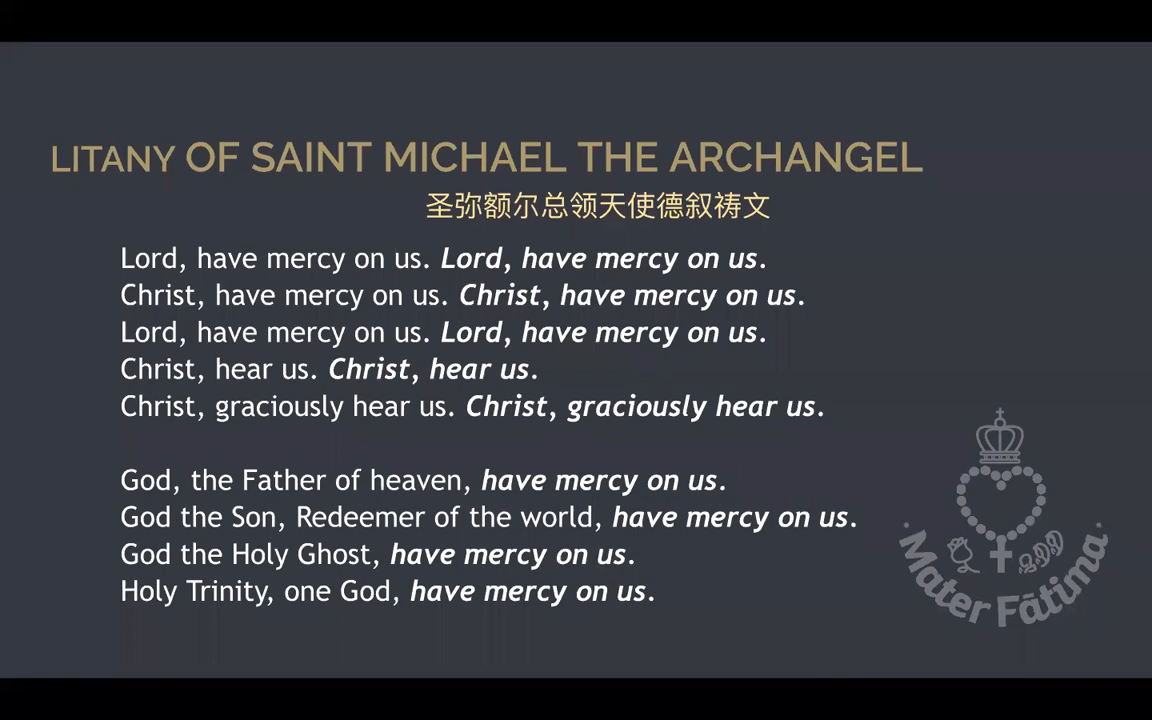 LITANY OF SAINT MICHAEL THE ARCHANGEL
圣弥额尔总领天使德叙祷文
Lord, have mercy on us. Lord, have mercy on us.
Christ, have mercy on us. Christ, have mercy on us.
Lord, have mercy on us. Lord, have mercy on us.
Christ, hear us. Christ, hear us.
Christ, graciously hear us. Christ, graciously hear us.
God, the Father of heaven, have mercy on us.
God the Son, Redeemer of the world, have mercy on us.
God the Holy Ghost, have mercy on us.
Holy Trinity, one God, have mercy on us.
Mater Fātima